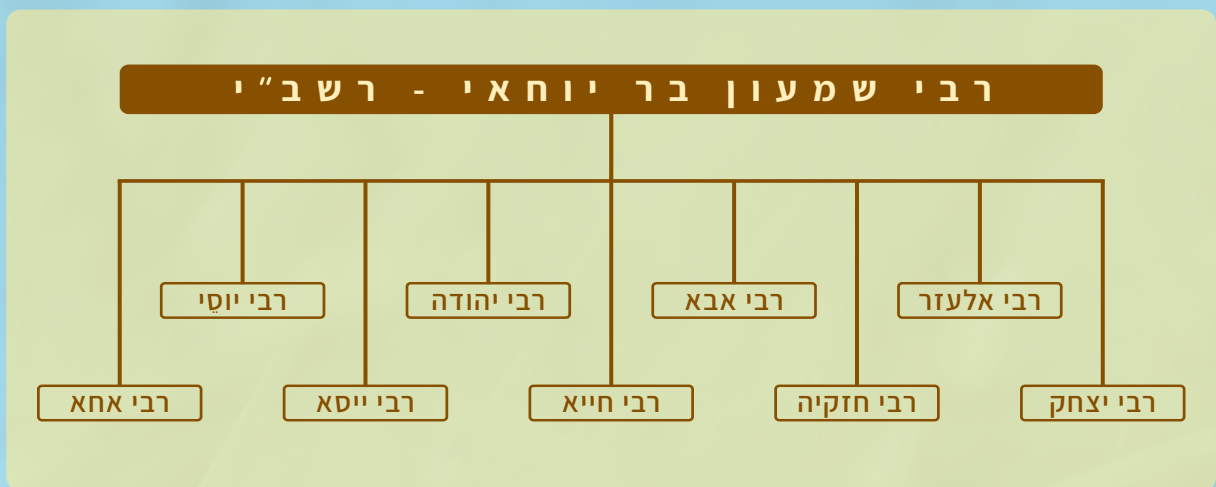 רבי שמעון בר יוחאי - רשב״י
רבי אלעזר
רבי אבא
רבי יהודה
רבי יוסֵי
רבי יצחק
רבי חזקיה
רבי חייא
רבי ייסא
רבי אחא